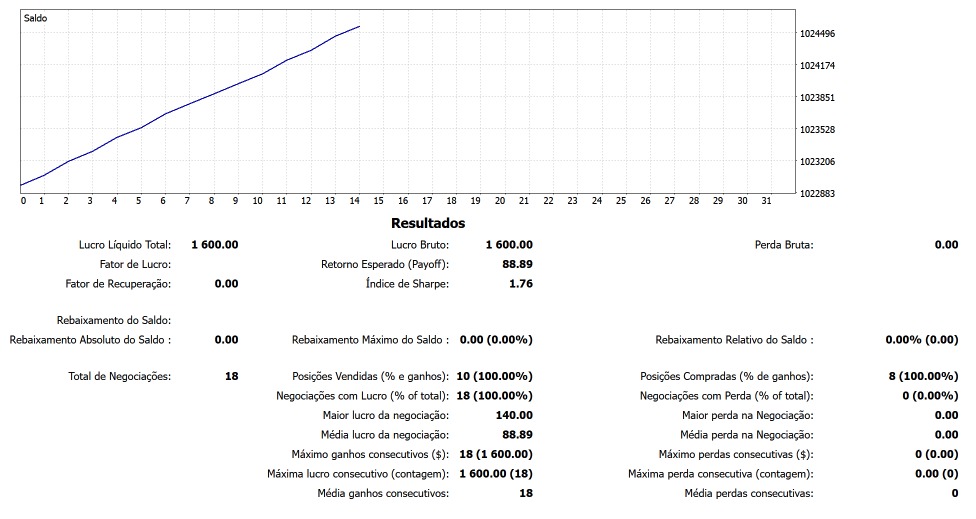 Saldo
1024496
1024174
1023851
1023528
1023206
1022883
0 1 2 3 4 5 6 7 8 9 10 11 12 13 14 15 16 17 18 19 20 21 22 23 24 25 26 27 28 29 30 31
Resultados
Lucro Líquido Total: 1 600.00 Lucro Bruto: 1 600.00 Perda Bruta: 0.00
Fator de Lucro: Retorno Esperado (Payoff): 88.89
Fator de Recuperação: 0.00 Índice de Sharpe: 1.76
Rebaixamento do Saldo:
Rebaixamento Absoluto do Saldo : 0.00 Rebaixamento Máximo do Saldo : 0.00 (0.00%) Rebaixamento Relativo do Saldo : 0.00% (0.00)
Total de Negociações: 18 Posições Vendidas (% e ganhos): 10 (100.00%) Posições Compradas (% de ganhos): 8 (100.00%)
Negociações com Lucro (% of total): 18 (100.00%) Negociações com Perda (% of total): 0 (0.00%)
Maior lucro da negociação: 140.00 Maior perda na Negociação: 0.00
Média lucro da negociação: 88.89 Média perda na Negociação: 0.00
Máximo ganhos consecutivos ($): 18 (1 600.00) Máximo perdas consecutivas ($): 0 (0.00)
Máxima lucro consecutivo (contagem): 1 600.00 (18) Máxima perda consecutiva (contagem): 0.00 (0)
Média ganhos consecutivos: 18 Média perdas consecutivas: 0